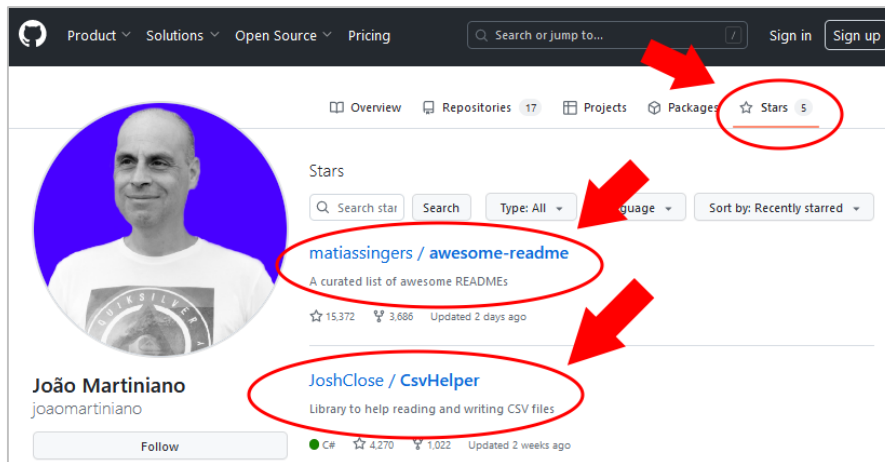 Product Solutions Open Source Pricing Search or jump to... / Sign in Sign up
Overview Repositories 17 Projects Packages Stars 5
Stars
Search star Search Type: All guage Sort by: Recently starred
matiassingers / awesome-readme
A curated list of awesome READMEs
15,372 3,686 Updated 2 days ago
QUIKSILVER
João Martiniano
joaomartiniano
Follow
JoshClose / CsvHelper
Library to help reading and writing CSV files
C# 4,270 1,022 Updated 2 weeks ago